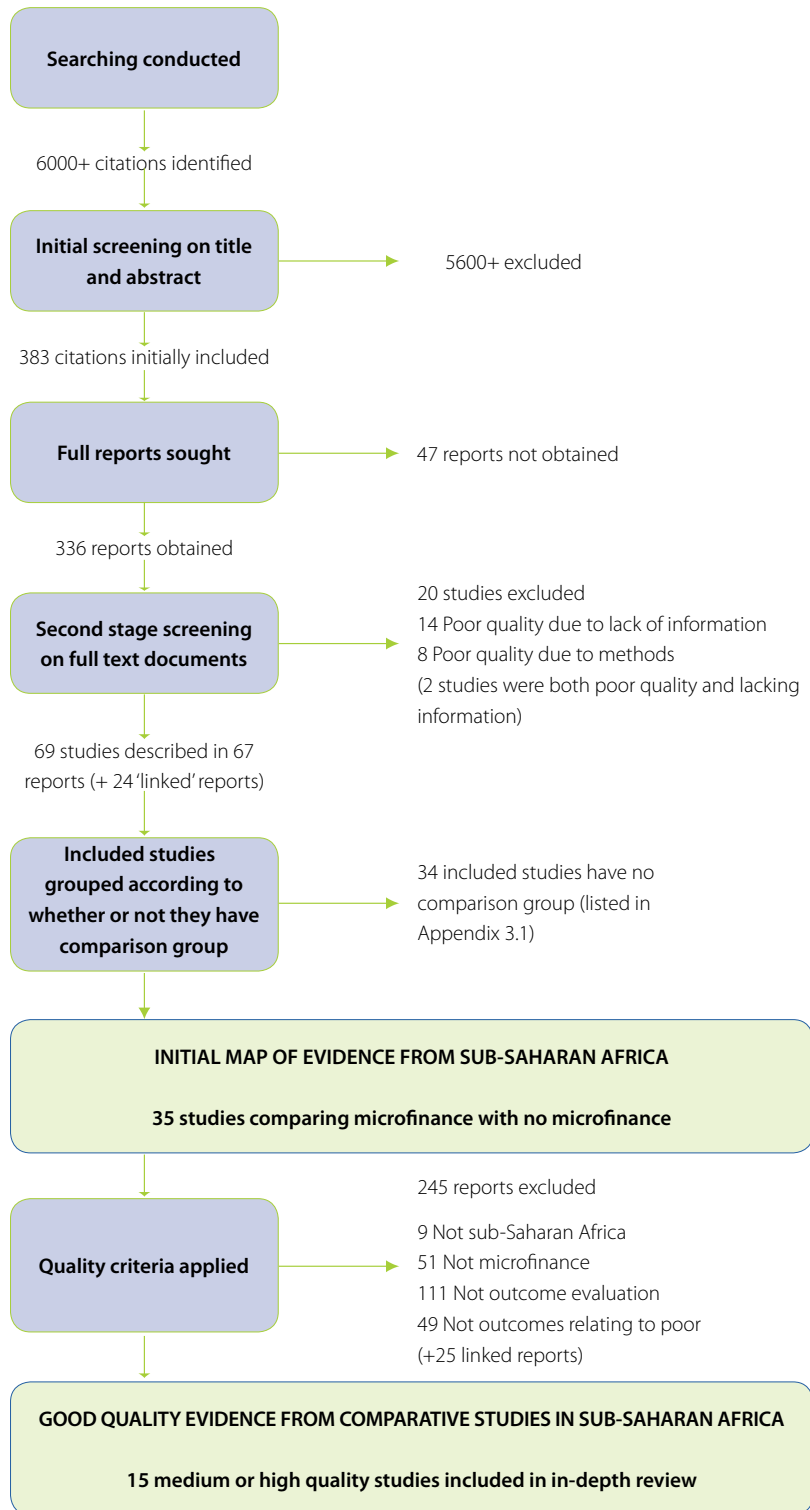 Searching conducted
6000+ citations identified
Initial screening on title
and abstract
5600+ excluded
383 citations initially included
Full reports sought
47 reports not obtained
336 reports obtained
Second stage screening
on full text documents
20 studies excluded
14 Poor quality due to lack of information
8 Poor quality due to methods
(2 studies were both poor quality and lacking
information)
69 studies described in 67
reports (+ 24 ‘linked’ reports)
Included studies
grouped according to
whether or not they have
comparison group
34 included studies have no
comparison group (listed in
Appendix 3.1)
INITIAL MAP OF EVIDENCE FROM SUB-SAHARAN AFRICA
35 studies comparing microfinance with no microfinance
Quality criteria applied
245 reports excluded
9 Not sub-Saharan Africa
51 Not microfinance
111 Not outcome evaluation
49 Not outcomes relating to poor
(+25 linked reports)
GOOD QUALITY EVIDENCE FROM COMPARATIVE STUDIES IN SUB-SAHARAN AFRICA
15 medium or high quality studies included in in-depth review